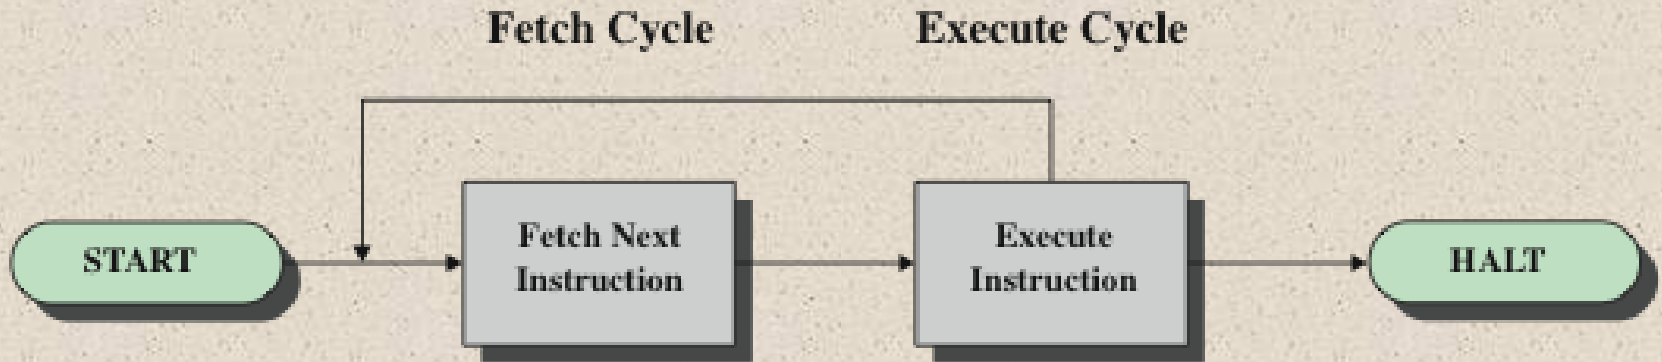 Fetch Cycle
Execute Cycle
START
Fetch Next
Instruction
Execute
Instruction
HALT